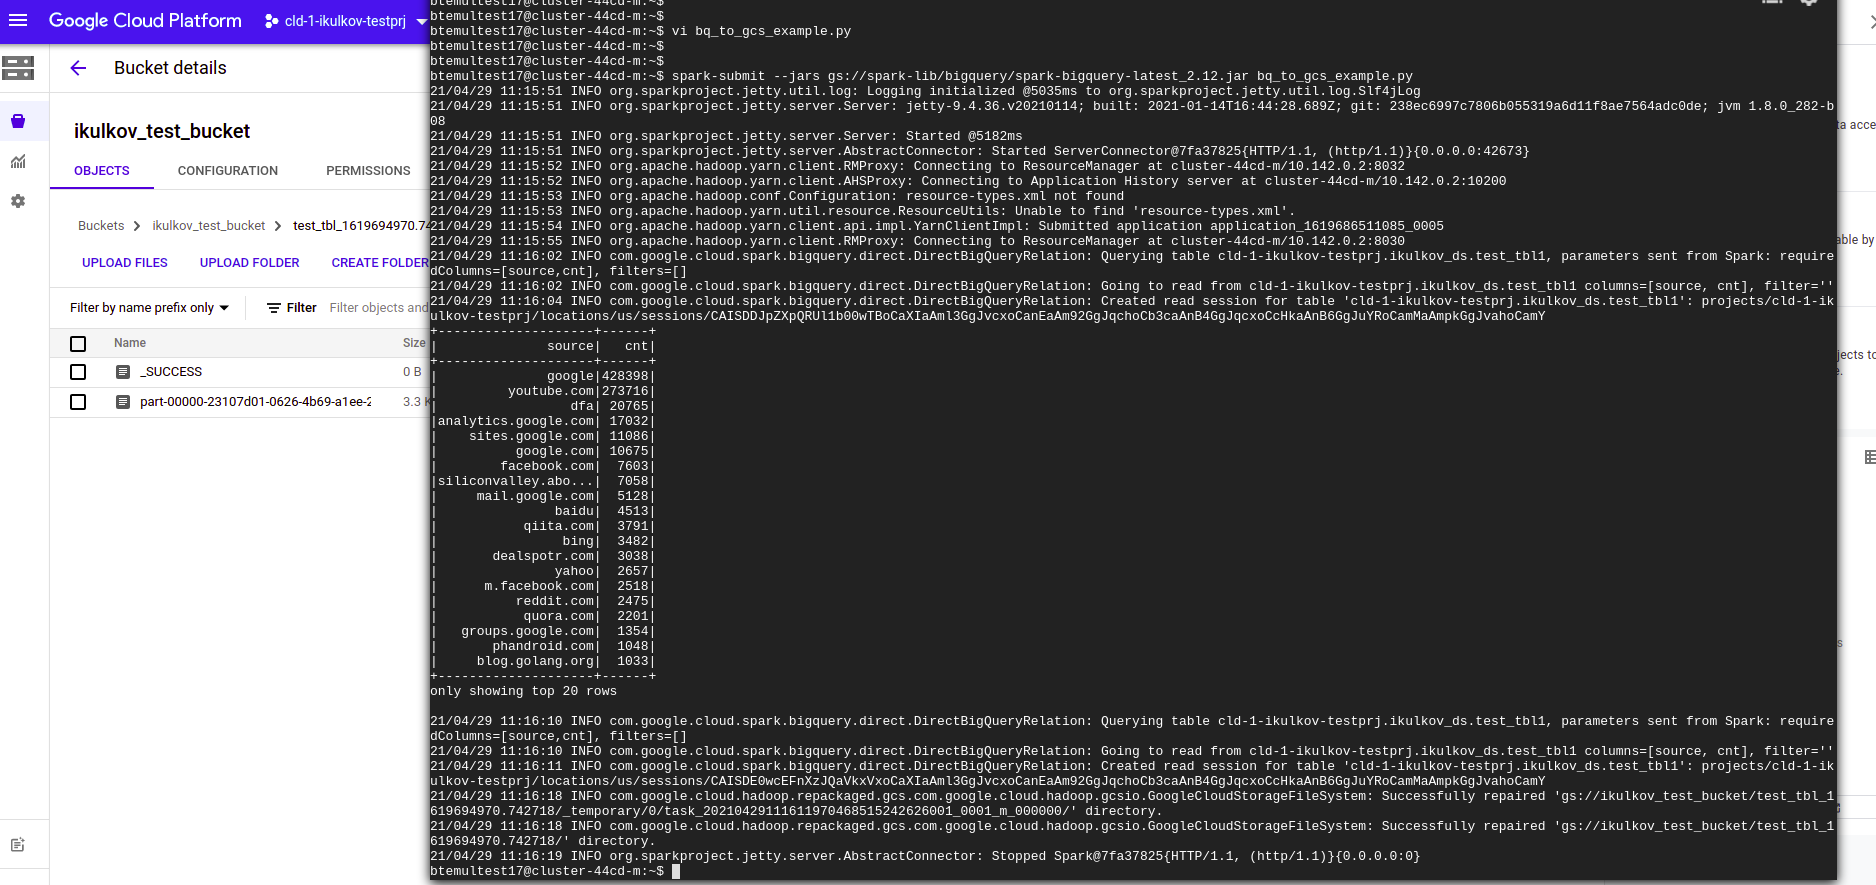 Google Cloud Platform
cld-1-ikulkov-testprj
Bucket details
ikulkov_test_bucket
OBJECTS
CONFIGURATION
PERMISSIONS
Buckets
ikulkov_test_bucket
test_tbl_1619694970.74
UPLOAD FILES
UPLOAD FOLDER
CREATE FOLDER
Filter by name prefix only
Filter
Filter objects and
Name
Size
_SUCCESS
0 B
part-00000-23107d01-0626-4b69-a1ee-2
3.3 K
btemultest17@cluster-44cd-m:~$
btemultest17@cluster-44cd-m:~$
btemultest17@cluster-44cd-m:~$ vi bq_to_gcs_example.py
btemultest17@cluster-44cd-m:~$
btemultest17@cluster-44cd-m:~$
btemultest17@cluster-44cd-m:~$ spark-submit --jars gs://spark-lib/bigquery/spark-bigquery-latest_2.12.jar bq_to_gcs_example.py
21/04/29 11:15:51 INFO org.sparkproject.jetty.util.log: Logging initialized @5035ms to org.sparkproject.jetty.util.log.Slf4jLog
21/04/29 11:15:51 INFO org.sparkproject.jetty.server.Server: jetty-9.4.36.v20210114; built: 2021-01-14T16:44:28.689Z; git: 238ec6997c7806b055319a6d11f8ae7564adc0de; jvm 1.8.0_282-b
08
21/04/29 11:15:51 INFO org.sparkproject.jetty.server.Server: Started @5182ms
21/04/29 11:15:51 INFO org.sparkproject.jetty.server.AbstractConnector: Started ServerConnector@7fa37825{HTTP/1.1, (http/1.1)}{0.0.0.0:42673}
21/04/29 11:15:52 INFO org.apache.hadoop.yarn.client.RMProxy: Connecting to ResourceManager at cluster-44cd-m/10.142.0.2:8032
21/04/29 11:15:52 INFO org.apache.hadoop.yarn.client.AHSProxy: Connecting to Application History server at cluster-44cd-m/10.142.0.2:10200
21/04/29 11:15:53 INFO org.apache.hadoop.conf.Configuration: resource-types.xml not found
21/04/29 11:15:53 INFO org.apache.hadoop.yarn.util.resource.ResourceUtils: Unable to find 'resource-types.xml'.
21/04/29 11:15:54 INFO org.apache.hadoop.yarn.client.api.impl.YarnClientImpl: Submitted application application_1619686511085_0005
21/04/29 11:15:55 INFO org.apache.hadoop.yarn.client.RMProxy: Connecting to ResourceManager at cluster-44cd-m/10.142.0.2:8030
21/04/29 11:16:02 INFO com.google.cloud.spark.bigquery.direct.DirectBigQueryRelation: Querying table cld-1-ikulkov-testprj.ikulkov_ds.test_tbl1, parameters sent from Spark: require
dColumns=[source,cnt], filters=[]
21/04/29 11:16:02 INFO com.google.cloud.spark.bigquery.direct.DirectBigQueryRelation: Going to read from cld-1-ikulkov-testprj.ikulkov_ds.test_tbl1 columns=[source, cnt], filter=''
21/04/29 11:16:04 INFO com.google.cloud.spark.bigquery.direct.DirectBigQueryRelation: Created read session for table 'cld-1-ikulkov-testprj.ikulkov_ds.test_tbl1': projects/cld-1-ik
ulkov-testprj/locations/us/sessions/CAISDDJpZXpQRUl1b00wTBoCaXIaAml3GgJvcxoCanEaAm92GgJqchoCb3caAnB4GgJqcxoCcHkaAnB6GgJuYRoCamMaAmpkGgJvahoCamY
+--------------------+------+
|              source|   cnt|
+--------------------+------+
|              google|428398|
|         youtube.com|273716|
|                 dfa| 20765|
|analytics.google.com| 17032|
|    sites.google.com| 11086|
|          google.com| 10675|
|        facebook.com|  7603|
|siliconvalley.abo...|  7058|
|     mail.google.com|  5128|
|               baidu|  4513|
|           qiita.com|  3791|
|                bing|  3482|
|       dealspotr.com|  3038|
|               yahoo|  2657|
|      m.facebook.com|  2518|
|          reddit.com|  2475|
|           quora.com|  2201|
|   groups.google.com|  1354|
|       phandroid.com|  1048|
|     blog.golang.org|  1033|
+--------------------+------+
only showing top 20 rows
21/04/29 11:16:10 INFO com.google.cloud.spark.bigquery.direct.DirectBigQueryRelation: Querying table cld-1-ikulkov-testprj.ikulkov_ds.test_tbl1, parameters sent from Spark: require
dColumns=[source,cnt], filters=[]
21/04/29 11:16:10 INFO com.google.cloud.spark.bigquery.direct.DirectBigQueryRelation: Going to read from cld-1-ikulkov-testprj.ikulkov_ds.test_tbl1 columns=[source, cnt], filter=''
21/04/29 11:16:11 INFO com.google.cloud.spark.bigquery.direct.DirectBigQueryRelation: Created read session for table 'cld-1-ikulkov-testprj.ikulkov_ds.test_tbl1': projects/cld-1-ik
ulkov-testprj/locations/us/sessions/CAISDE0wcEFnXzJQaVkxVxoCaXIaAml3GgJvcxoCanEaAm92GgJqchoCb3caAnB4GgJqcxoCcHkaAnB6GgJuYRoCamMaAmpkGgJvahoCamY
21/04/29 11:16:18 INFO com.google.cloud.hadoop.repackaged.gcs.com.google.cloud.hadoop.gcsio.GoogleCloudStorageFileSystem: Successfully repaired 'gs://ikulkov_test_bucket/test_tbl_1
619694970.742718/_temporary/0/task_202104291116119704685152426260​01_0001_m_000000/' directory.
21/04/29 11:16:18 INFO com.google.cloud.hadoop.repackaged.gcs.com.google.cloud.hadoop.gcsio.GoogleCloudStorageFileSystem: Successfully repaired 'gs://ikulkov_test_bucket/test_tbl_1
619694970.742718/' directory.
21/04/29 11:16:19 INFO org.sparkproject.jetty.server.AbstractConnector: Stopped Spark@7fa37825{HTTP/1.1, (http/1.1)}{0.0.0.0:0}
btemultest17@cluster-44cd-m:~$
ta acce
able by
jects to
e.
s